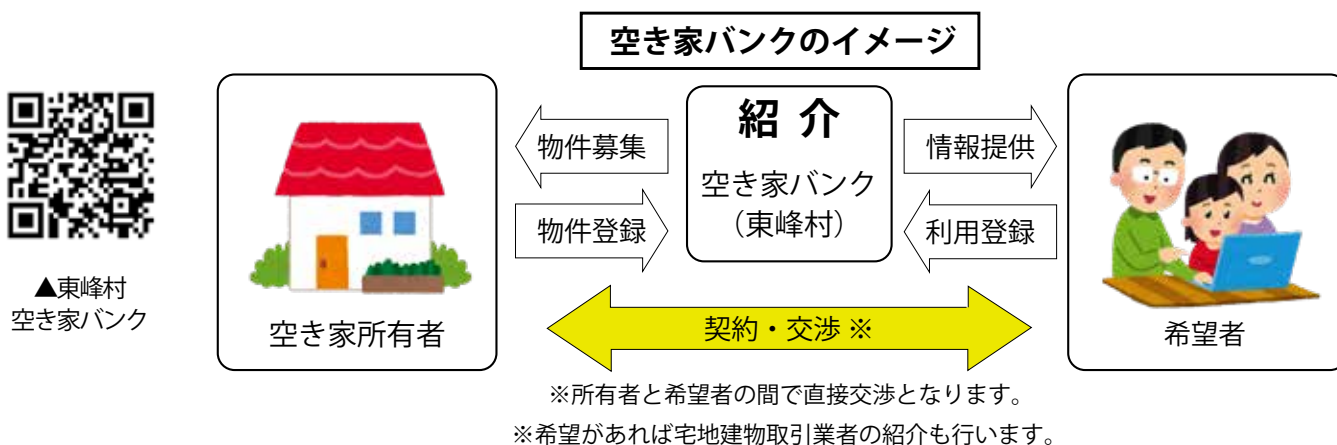 空き家バンクのイメージ
▲東峰村
空き家バンク
空き家所有者
物件募集
物件登録
紹 介
空き家バンク
（東峰村）
情報提供
利用登録
希望者
契約・交渉 ※
※所有者と希望者の間で直接交渉となります。
※希望があれば宅地建物取引業者の紹介も行います。